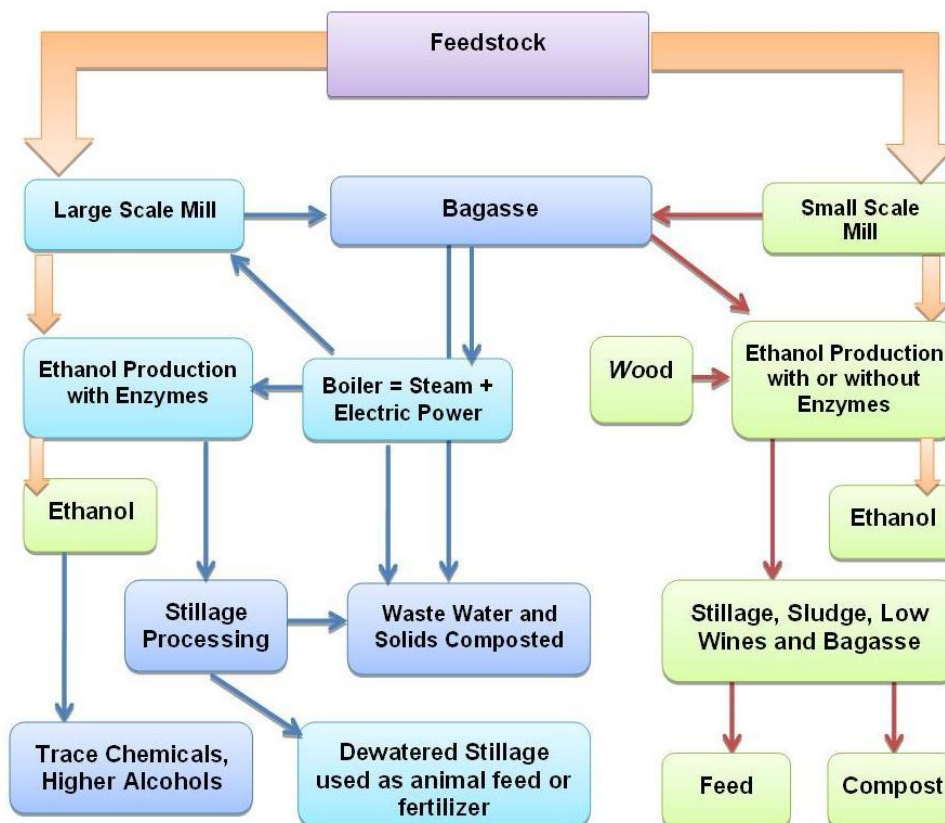 Feedstock
Large Scale Mill
Bagasse
Small Scale
Mill
Ethanol Production
with Enzymes
Boiler = Steam +
Electric Power
Wood
Ethanol Production
with or without
Enzymes
Ethanol
Ethanol
Stillage
Processing
Waste Water and
Solids Composted
Stillage, Sludge, Low
Wines and Bagasse
Trace Chemicals,
Higher Alcohols
Dewatered Stillage
used as animal feed or
fertilizer
Feed
Compost